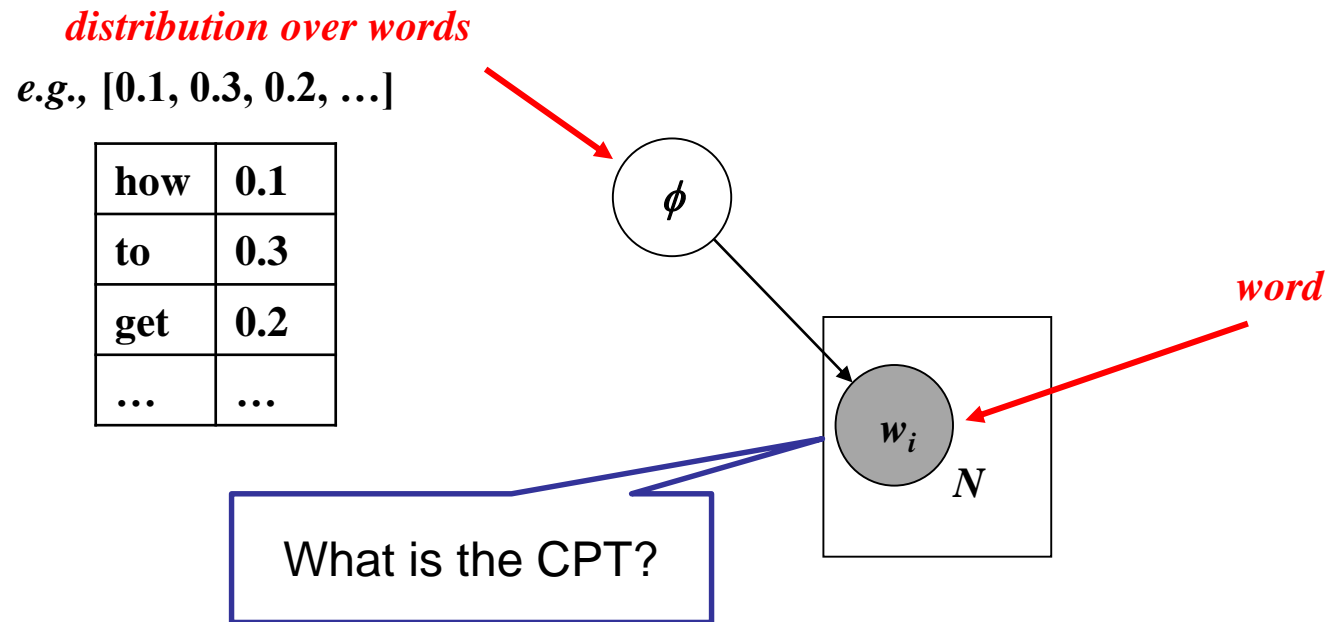 distribution over words
e.g., [0.1, 0.3, 0.2, …]
how 0.1
to 0.3
get 0.2
… …
ϕ
word
w_i
N
What is the CPT?